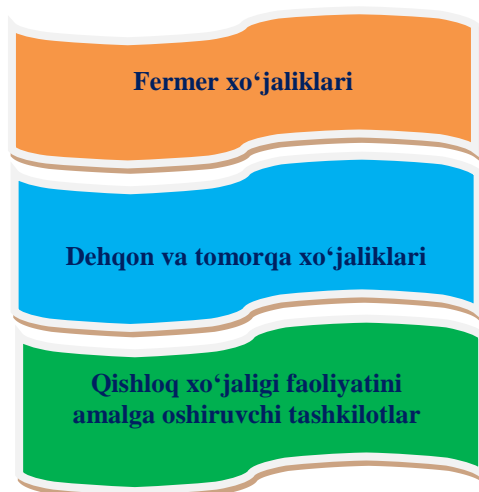 Fermer xo‘jaliklari
Dehqon va tomorqa xo‘jaliklari
Qishloq xo‘jaligi faoliyatini
amalga oshiruvchi tashkilotlar